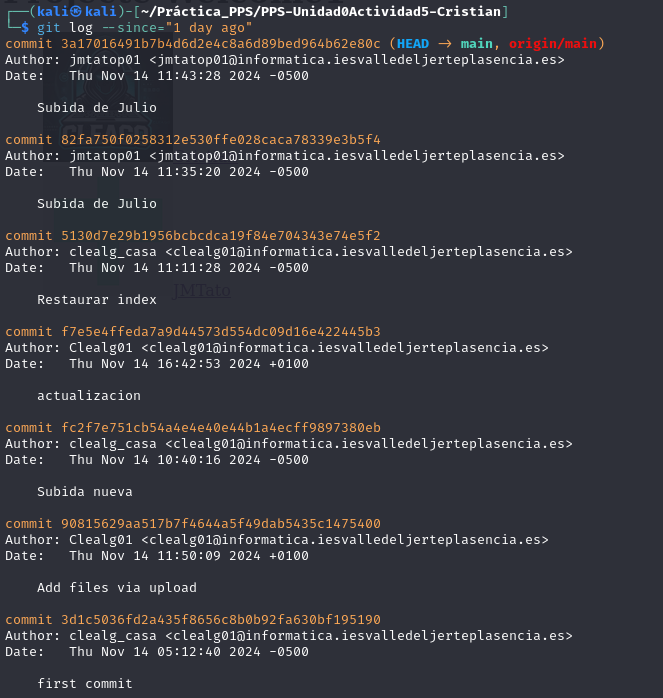 ┌──(kali㉿kali)-[~/Práctica_PPS/PPS-Unidad0Actividad5-Cristian]
└─$ git log --since="1 day ago"
commit 3a17016491b7b4d6d2e4c8a6d89bed964b62e80c (HEAD -> main, origin/main)
Author: jmtatop01 <jmtatop01@informatica.iesvalledeljerteplasencia.es>
Date:   Thu Nov 14 11:43:28 2024 -0500
Subida de Julio
commit 82fa750f0258312e530ffe028caca78339e3b5f4
Author: jmtatop01 <jmtatop01@informatica.iesvalledeljerteplasencia.es>
Date:   Thu Nov 14 11:35:20 2024 -0500
Subida de Julio
commit 5130d7e29b1956bcbcdca19f84e704343e74e5f2
Author: clealg_casa <clealg01@informatica.iesvalledeljerteplasencia.es>
Date:   Thu Nov 14 11:11:28 2024 -0500
JMTato
Restaurar index
commit f7e5e4ffeda7a9d44573d554dc09d16e422445b3
Author: Clealg01 <clealg01@informatica.iesvalledeljerteplasencia.es>
Date:   Thu Nov 14 16:42:53 2024 +0100
actualizacion
commit fc2f7e751cb54a4e4e40e44b1a4ecff9897380eb
Author: clealg_casa <clealg01@informatica.iesvalledeljerteplasencia.es>
Date:   Thu Nov 14 10:40:16 2024 -0500
Subida nueva
commit 90815629aa517b7f4644a5f49dab5435c1475400
Author: Clealg01 <clealg01@informatica.iesvalledeljerteplasencia.es>
Date:   Thu Nov 14 11:50:09 2024 +0100
Add files via upload
commit 3d1c5036fd2a435f8656c8b0b92fa630bf195190
Author: clealg_casa <clealg01@informatica.iesvalledeljerteplasencia.es>
Date:   Thu Nov 14 05:12:40 2024 -0500
first commit